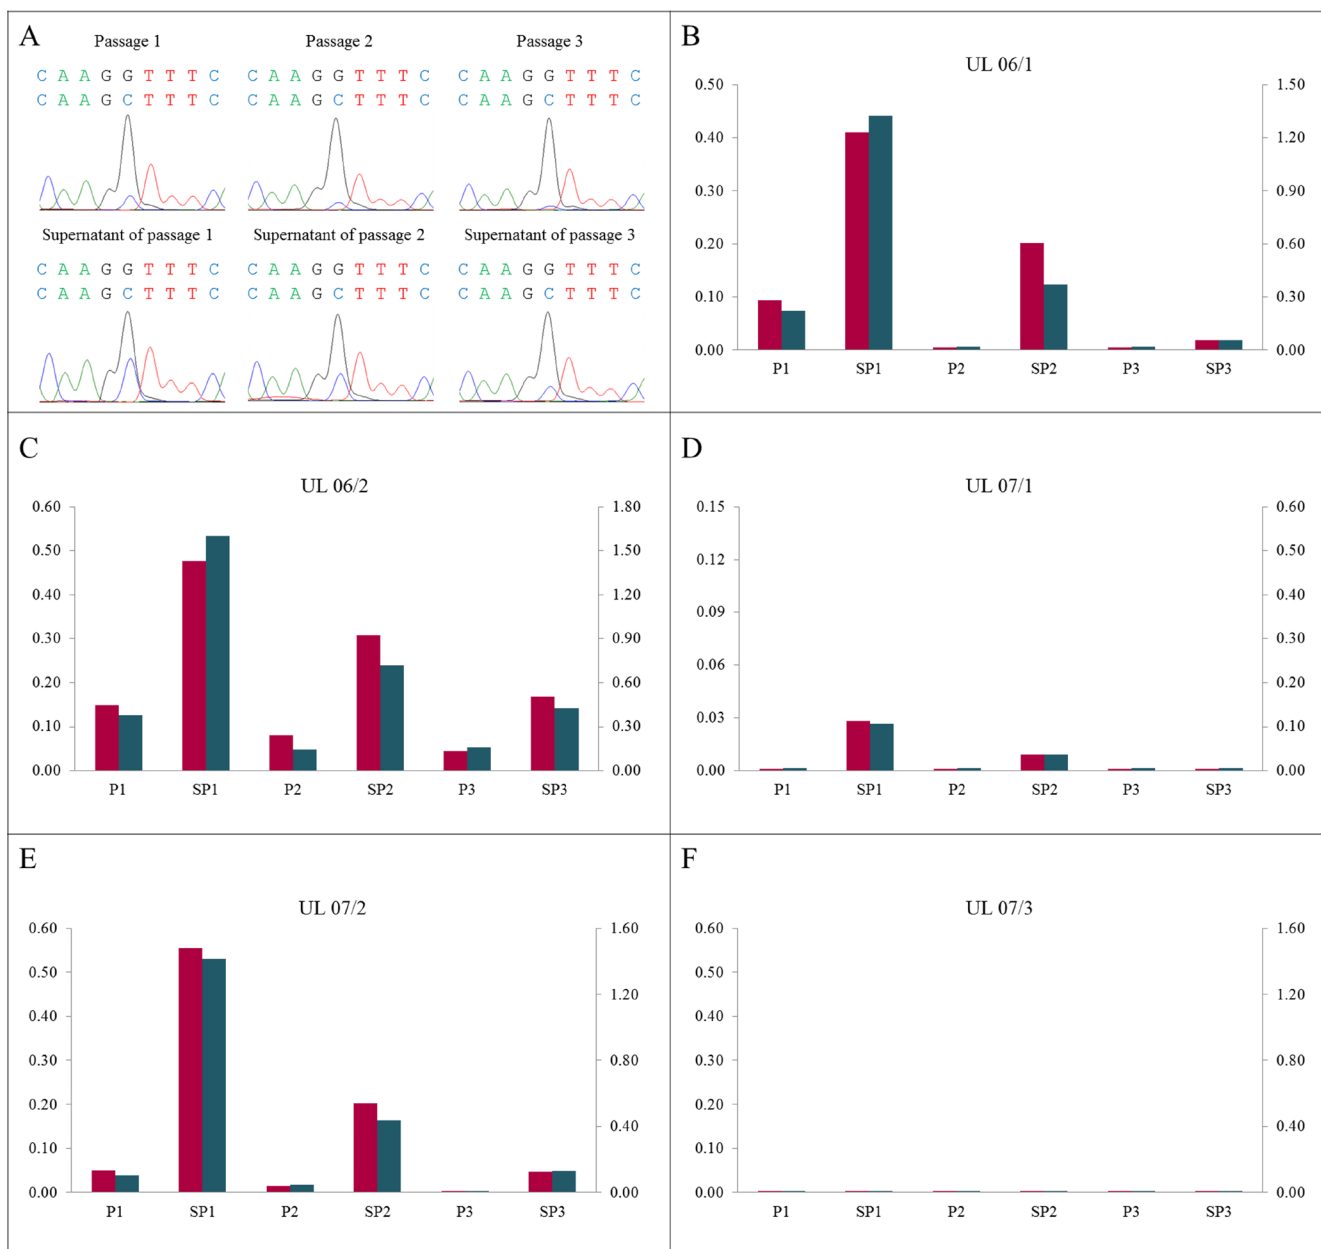 A
Passage 1 Passage 2 Passage 3
C A A G G T T T C C A A G G T T T C C A A G G T T T C
C A A G C T T T C C A A G C T T T C C A A G C T T T C
Supernatant of passage 1 Supernatant of passage 2 Supernatant of passage 3
C A A G G T T T C C A A G G T T T C C A A G G T T T C
C A A G C T T T C C A A G C T T T C C A A G C T T T C
B
UL 06/1
0.50 1.50
0.40 1.20
0.30 0.90
0.20 0.60
0.10 0.30
0.00 0.00
P1 SP1 P2 SP2 P3 SP3
C
UL 06/2
0.60 1.80
0.50 1.50
0.40 1.20
0.30 0.90
0.20 0.60
0.10 0.30
0.00 0.00
P1 SP1 P2 SP2 P3 SP3
D
UL 07/1
0.15 0.60
0.50
0.12
0.40
0.09
0.30
0.06
0.20
0.03
0.10
0.00 0.00
P1 SP1 P2 SP2 P3 SP3
E
UL 07/2
0.60 1.60
0.50
1.20
0.40
0.30 0.80
0.20
0.40
0.10
0.00 0.00
P1 SP1 P2 SP2 P3 SP3
F
UL 07/3
0.60 1.60
0.50
1.20
0.40
0.30 0.80
0.20
0.40
0.10
0.00 0.00
P1 SP1 P2 SP2 P3 SP3